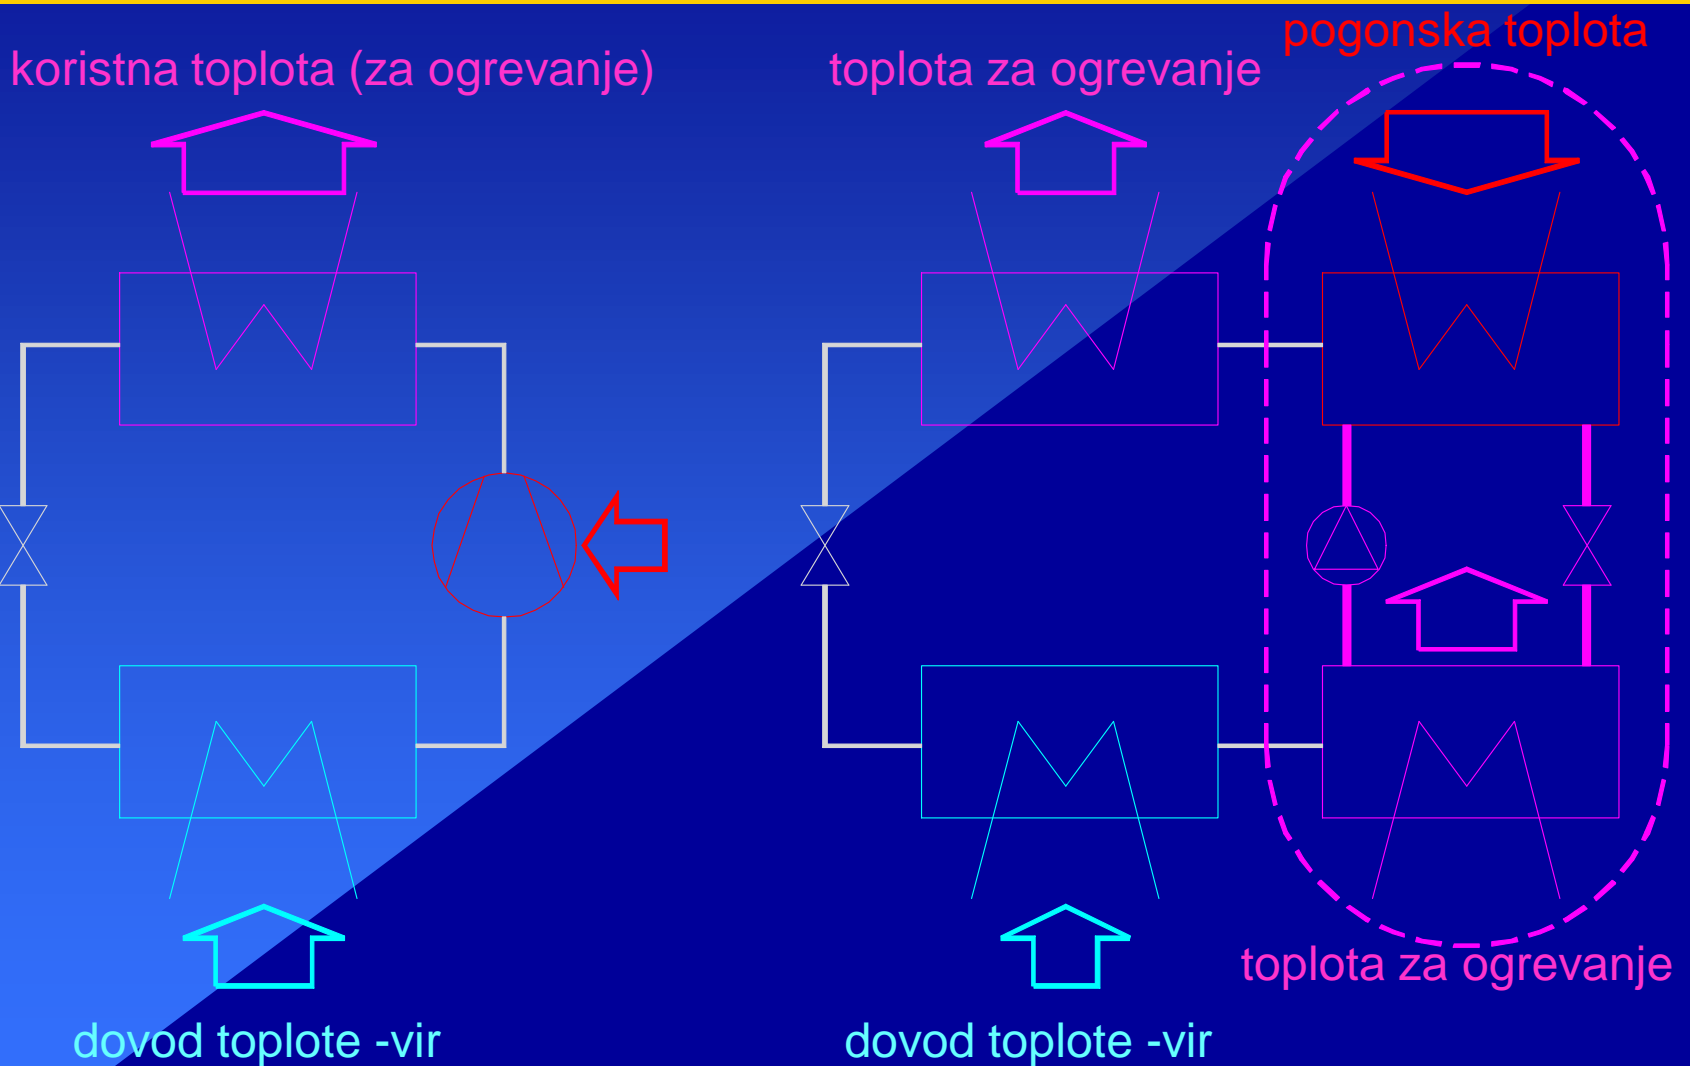 pogonska toplota
koristna toplota (za ogrevanje)
toplota za ogrevanje
toplota za ogrevanje
dovod toplote -vir
dovod toplote -vir